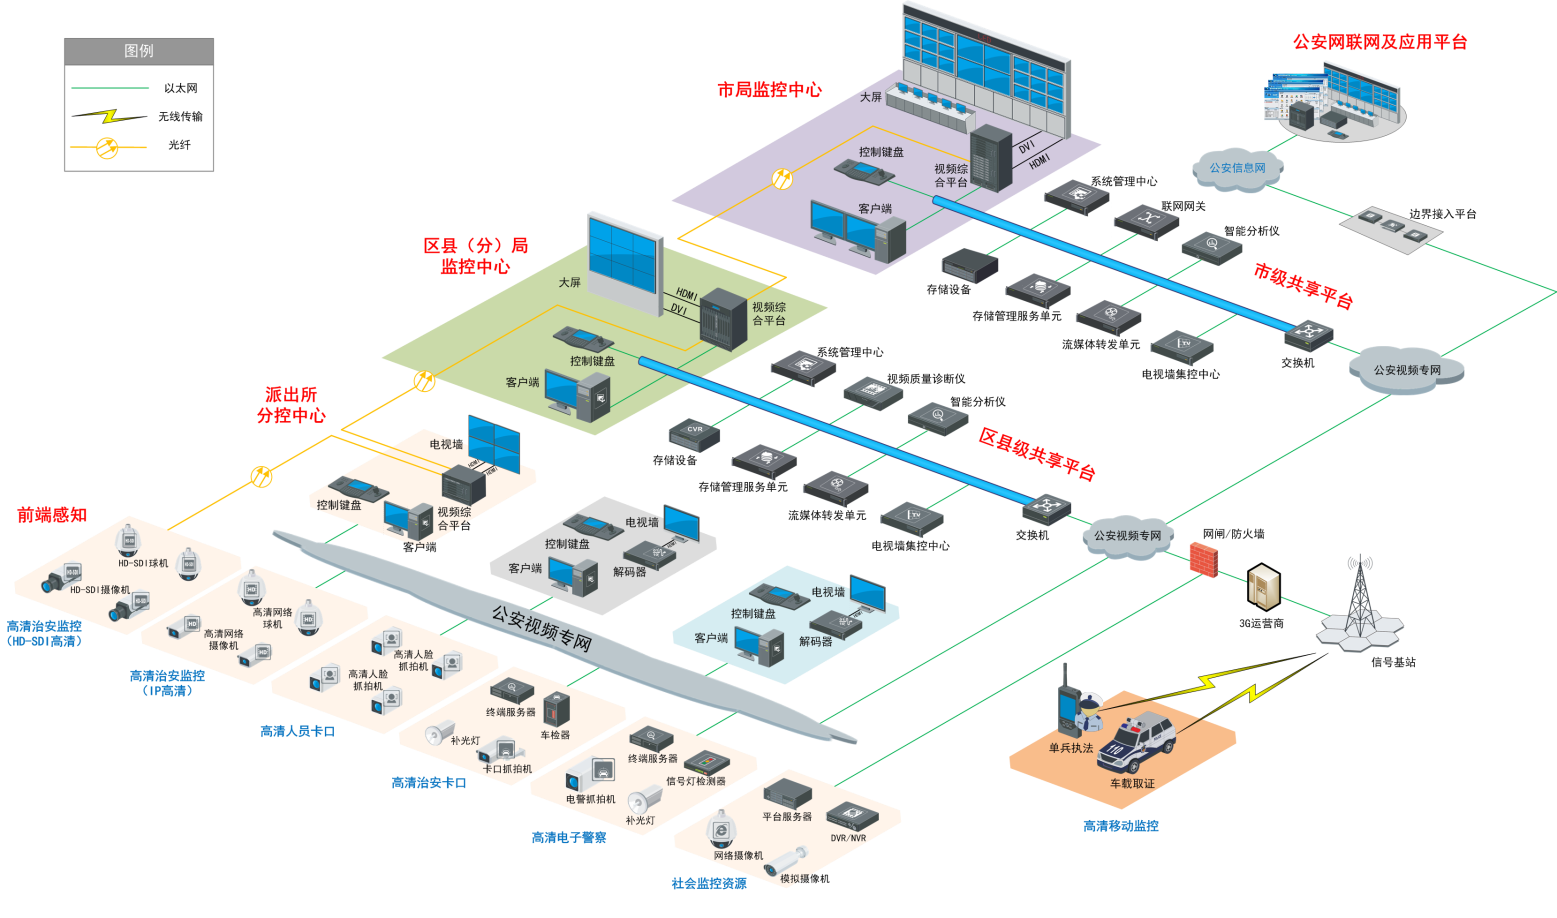 图例
以太网
无线传输
光纤
市局监控中心
大屏
控制键盘
视频综
合平台
DVI
HDMI
客户端
系统管理中心
联网网关
智能分析仪
存储设备
存储管理服务单元
流媒体转发单元
电视墙集控中心
市级共享平台
交换机
公安视频专网
公安网联网及应用平台
公安信息网
边界接入平台
区县（分）局
监控中心
大屏
HDMI
DVI
视频综
合平台
控制键盘
客户端
系统管理中心
视频质量诊断仪
智能分析仪
CVR
存储设备
存储管理服务单元
流媒体转发单元
TV
电视墙集控中心
TV
区县级共享平台
交换机
公安视频专网
网闸/防火墙
3G运营商
信号基站
派出所
分控中心
电视墙
HDMI
HDMI
控制键盘
视频综
合平台
客户端
电视墙
控制键盘
HDMI
客户端
解码器
电视墙
控制键盘
HDMI
客户端
解码器
公安视频专网
前端感知
HD-SDI球机
HD-SDI摄像机
高清治安监控
（HD-SDI高清）
HD
高清网络
球机
HD
高清网络
摄像机
HD
HD
高清治安监控
（IP高清）
高清人脸
抓拍机
高清人脸
抓拍机
高清人员卡口
终端服务器
车检器
补光灯
卡口抓拍机
高清治安卡口
终端服务器
信号灯检测器
电警抓拍机
补光灯
高清电子警察
平台服务器
DVR/NVR
网络摄像机
模拟摄像机
社会监控资源
单兵执法
110
车载取证
高清移动监控